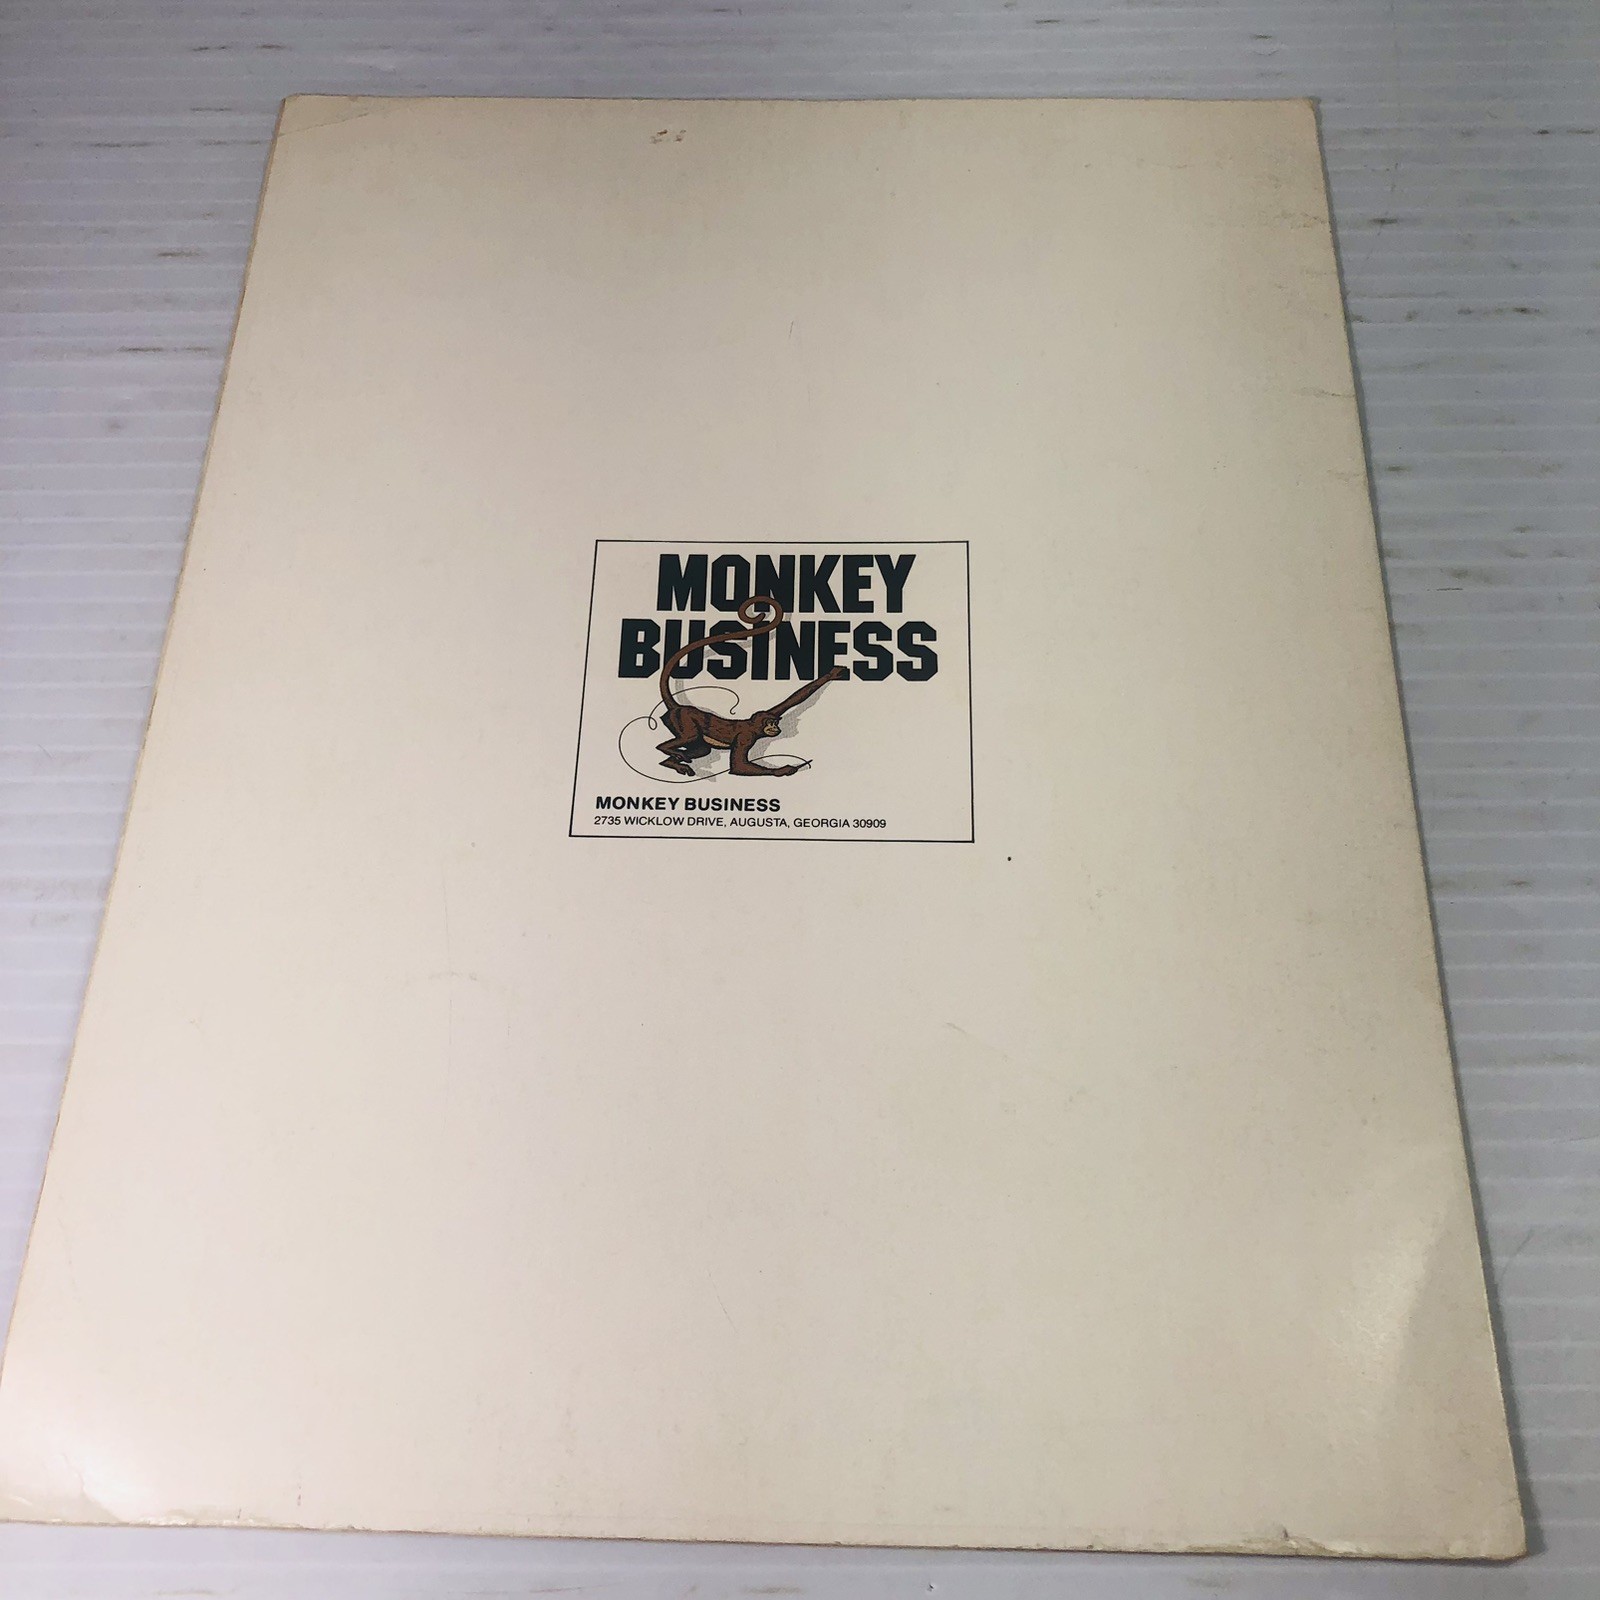 MONKEY
BUSINESS
MONKEY BUSINESS
2735 WICKLOW DRIVE, AUGUSTA, GEORGIA 30909